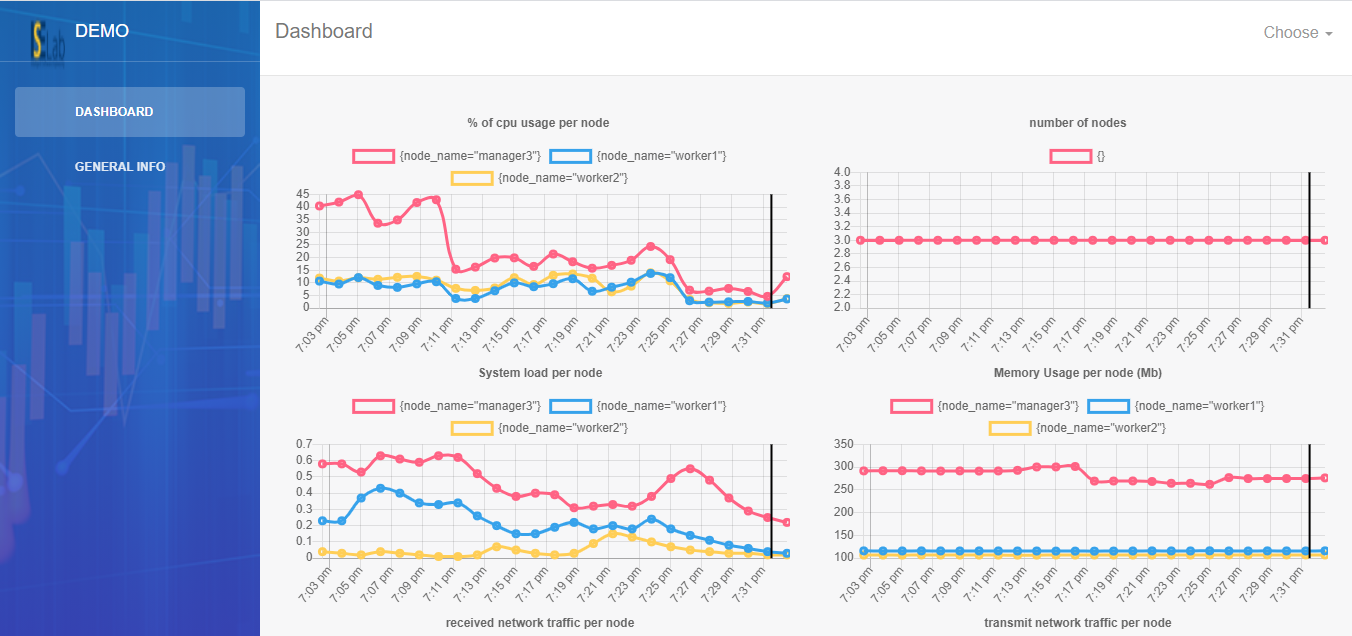 SELab
DEMO
DASHBOARD
GENERAL INFO
Dashboard
Choose
% of cpu usage per node
{node_name="manager3"} {node_name="worker1"}
{node_name="worker2"}
45
40
35
30
25
20
15
10
5
0
7:03 pm 7:05 pm 7:07 pm 7:09 pm 7:11 pm 7:13 pm 7:15 pm 7:17 pm 7:19 pm 7:21 pm 7:23 pm 7:25 pm 7:27 pm 7:29 pm 7:31 pm
number of nodes
{}
4.0
3.8
3.6
3.4
3.2
3.0
2.8
2.6
2.4
2.2
2.0
7:03 pm 7:05 pm 7:07 pm 7:09 pm 7:11 pm 7:13 pm 7:15 pm 7:17 pm 7:19 pm 7:21 pm 7:23 pm 7:25 pm 7:27 pm 7:29 pm 7:31 pm
System load per node
{node_name="manager3"} {node_name="worker1"}
{node_name="worker2"}
0.7
0.6
0.5
0.4
0.3
0.2
0.1
0
7:03 pm 7:05 pm 7:07 pm 7:09 pm 7:11 pm 7:13 pm 7:15 pm 7:17 pm 7:19 pm 7:21 pm 7:23 pm 7:25 pm 7:27 pm 7:29 pm 7:31 pm
Memory Usage per node (Mb)
{node_name="manager3"} {node_name="worker1"}
{node_name="worker2"}
350
300
250
200
150
100
7:03 pm 7:05 pm 7:07 pm 7:09 pm 7:11 pm 7:13 pm 7:15 pm 7:17 pm 7:19 pm 7:21 pm 7:23 pm 7:25 pm 7:27 pm 7:29 pm 7:31 pm
received network traffic per node
transmit network traffic per node